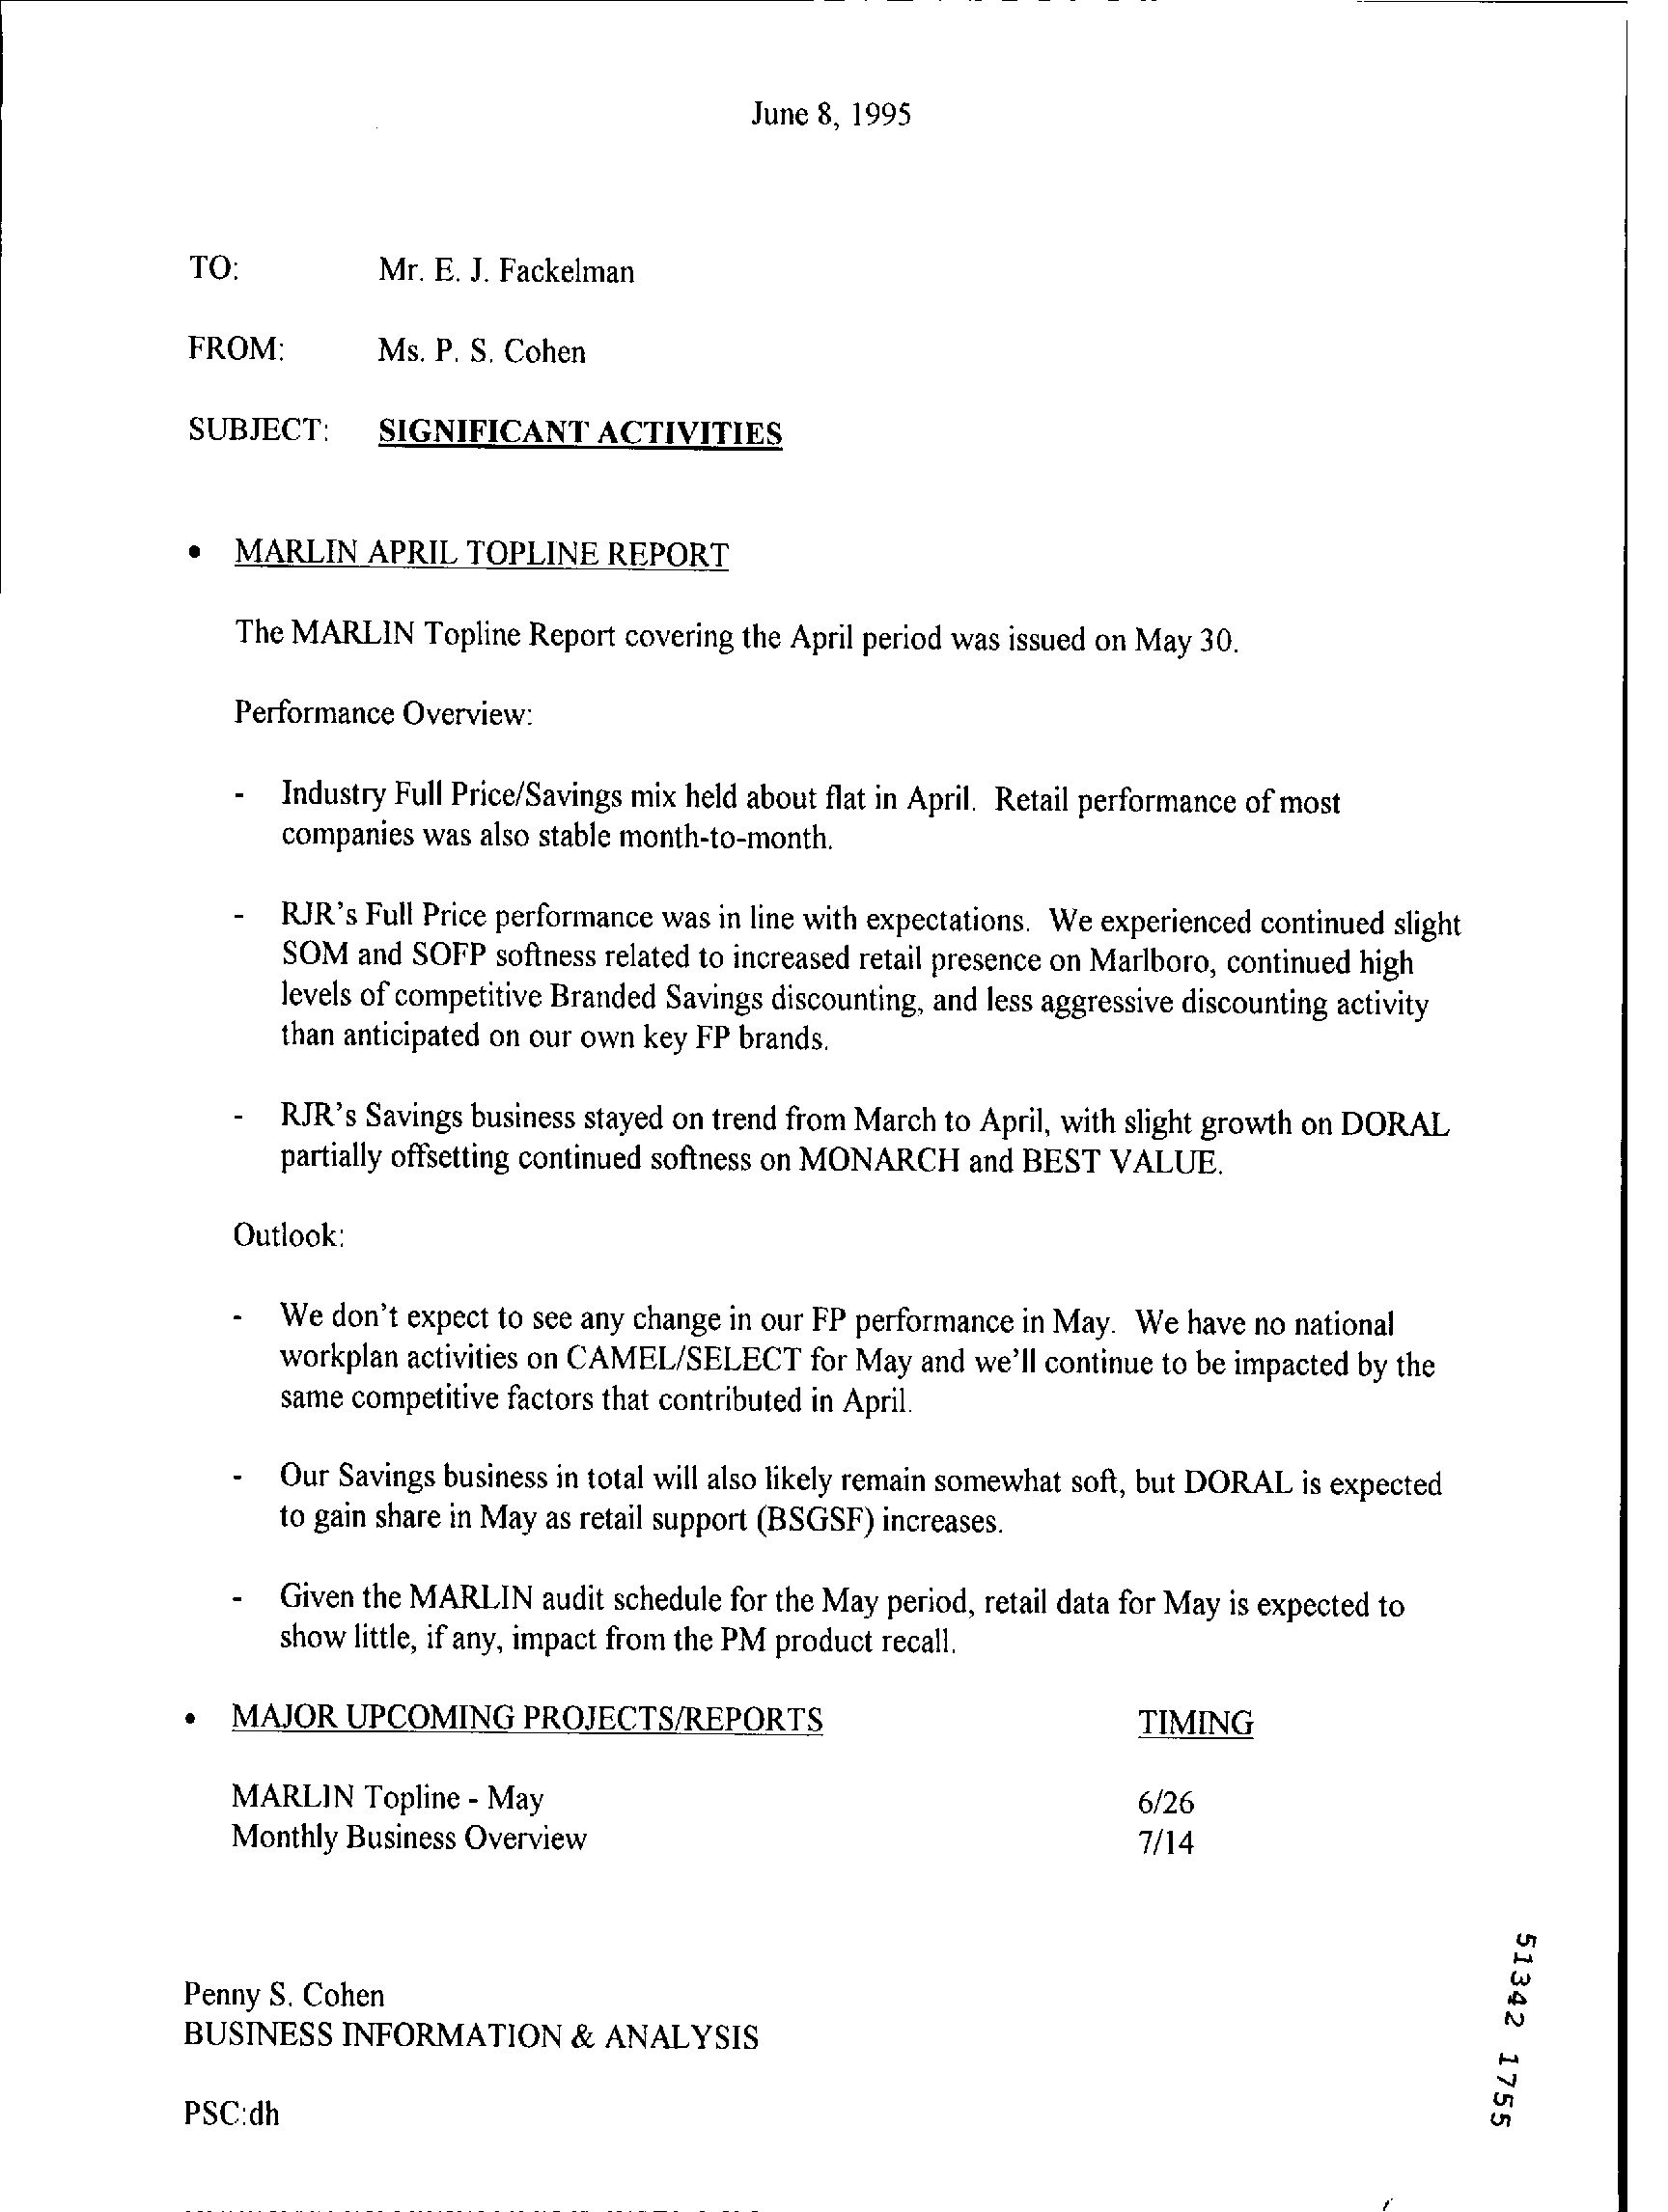 June 8, 1995
TO: Mr. E. J. Fackelman
FROM: Ms. P. S. Cohen
SUBJECT: SIGNIFICANT ACTIVITIES
• MARLIN APRIL TOPLINE REPORT
The MARLIN Topline Report covering the April period was issued on May 30.
Performance Overview:
- Industry Full Price/Savings mix held about flat in April. Retail performance of most
companies was also stable month-to-month.
- RJR's Full Price performance was in line with expectations. We experienced continued slight
SOM and SOFP softness related to increased retail presence on Marlboro, continued high
levels of competitive Branded Savings discounting, and less aggressive discounting activity
than anticipated on our own key FP brands.
- RJR's Savings business stayed on trend from March to April, with slight growth on DORAL
partially offsetting continued softness on MONARCH and BEST VALUE.
Outlook:
- We don't expect to see any change in our FP performance in May. We have no national
workplan activities on CAMEL/SELECT for May and we'll continue to be impacted by the
same competitive factors that contributed in April.
- Our Savings business in total will also likely remain somewhat soft, but DORAL is expected
to gain share in May as retail support (BSGSF) increases.
- Given the MARLIN audit schedule for the May period, retail data for May is expected to
show little, if any, impact from the PM product recall.
• MAJOR UPCOMING PROJECTS/REPORTS TIMING
MARLIN Topline - May 6/26
Monthly Business Overview 7/14
Penny S. Cohen
BUSINESS INFORMATION & ANALYSIS
PSC:dh
51342 1755